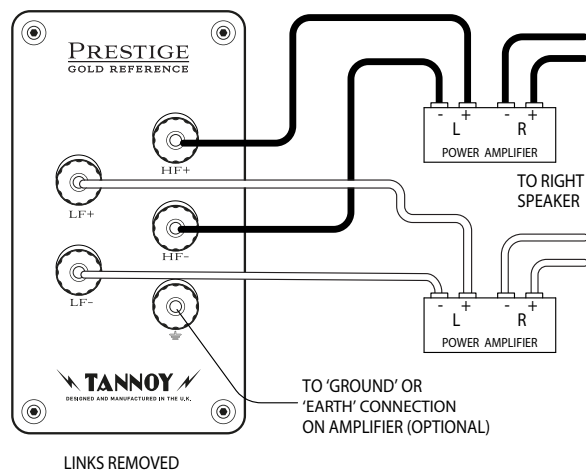 PRESTIGE
GOLD REFERENCE
HF+
LF+
HF-
LF-
TANNOY
DESIGNED AND MANUFACTURED IN THE U.K.
LINKS REMOVED
- + - +
L R
POWER AMPLIFIER
TO RIGHT
SPEAKER
- + - +
L R
POWER AMPLIFIER
TO ‘GROUND’ OR
‘EARTH’ CONNECTION
ON AMPLIFIER (OPTIONAL)